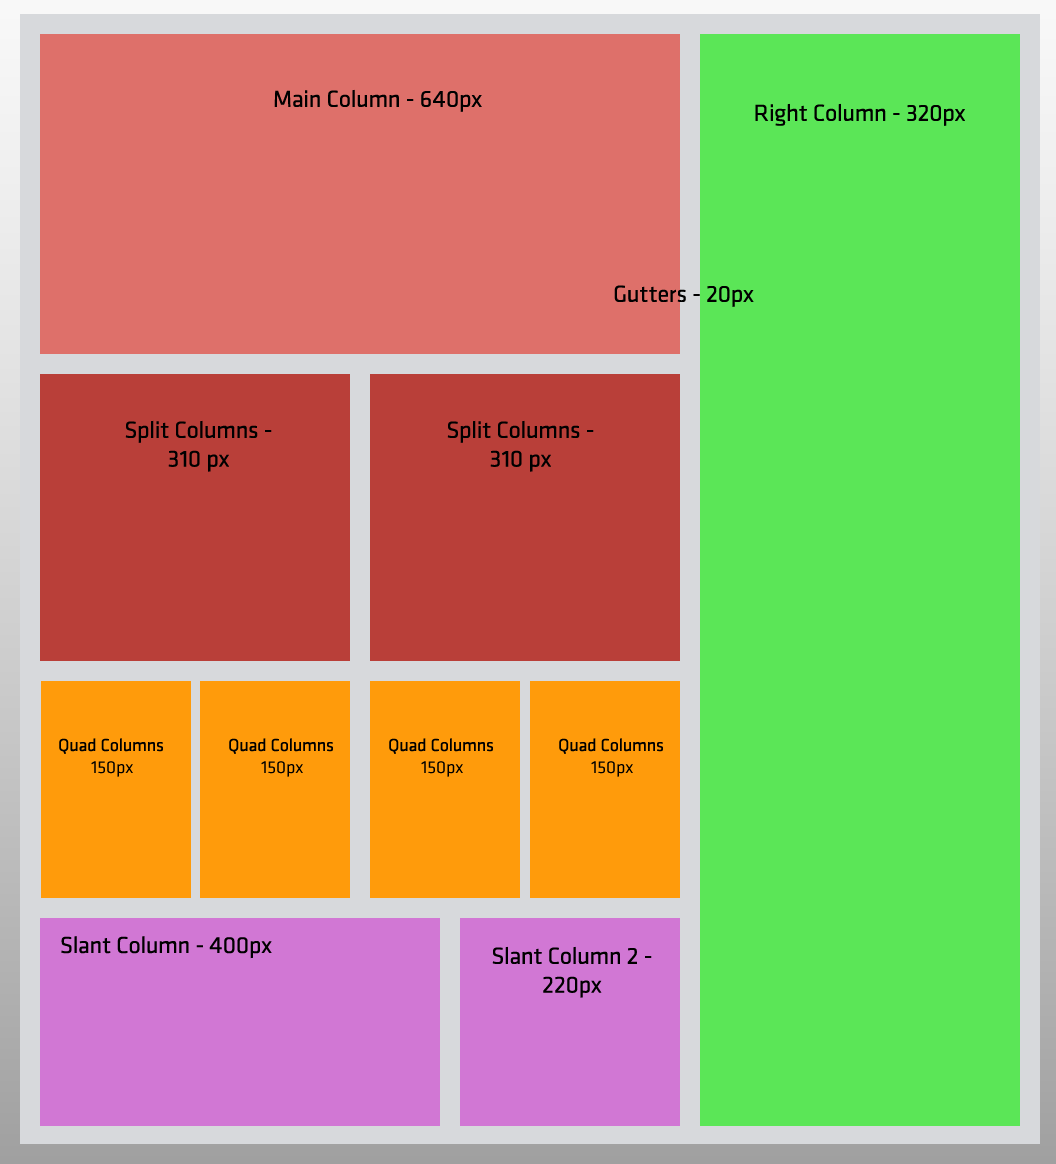 Main Column - 640px
Right Column - 320px
Gutters - 20px
Split Columns -
310 px
Split Columns -
310 px
Quad Columns
150px
Quad Columns
150px
Quad Columns
150px
Quad Columns
150px
Slant Column - 400px
Slant Column 2 -
220px